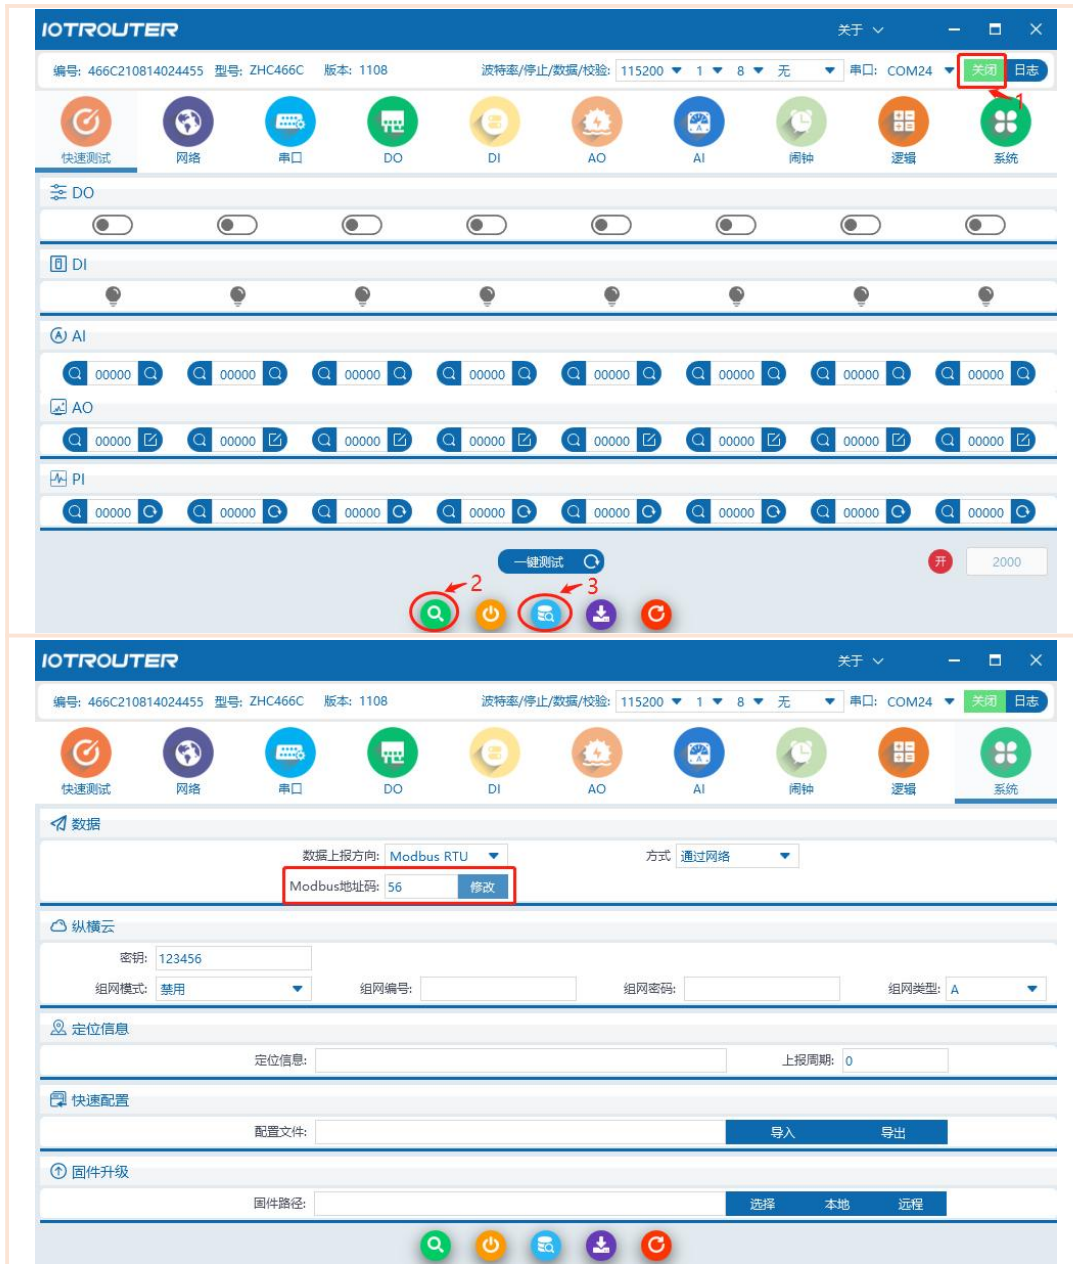 IOTROUTER 关于
编号: 466C210814024455 型号: ZHC466C 版本: 1108 波特率/停止/数据/校验: 115200 1 8 无 串口: COM24 关闭 日志
1
快速测试 网络 串口 DO DI AO AI 闹钟 逻辑 系统
DO
DI
AI
00000 00000 00000 00000 00000 00000 00000 00000
AO
00000 00000 00000 00000 00000 00000 00000 00000
PI
00000 00000 00000 00000 00000 00000 00000 00000
一键测试 开 2000
2 3
IOTROUTER 关于
编号: 466C210814024455 型号: ZHC466C 版本: 1108 波特率/停止/数据/校验: 115200 1 8 无 串口: COM24 关闭 日志
快速测试 网络 串口 DO DI AO AI 闹钟 逻辑 系统
数据
数据上报方向: Modbus RTU 方式 通过网络
Modbus地址码: 56 修改
纵横云
密钥: 123456
组网模式: 禁用 组网编号: 组网密码: 组网类型: A
定位信息
定位信息: 上报周期: 0
快速配置
配置文件: 导入 导出
固件升级
固件路径: 选择 本地 远程